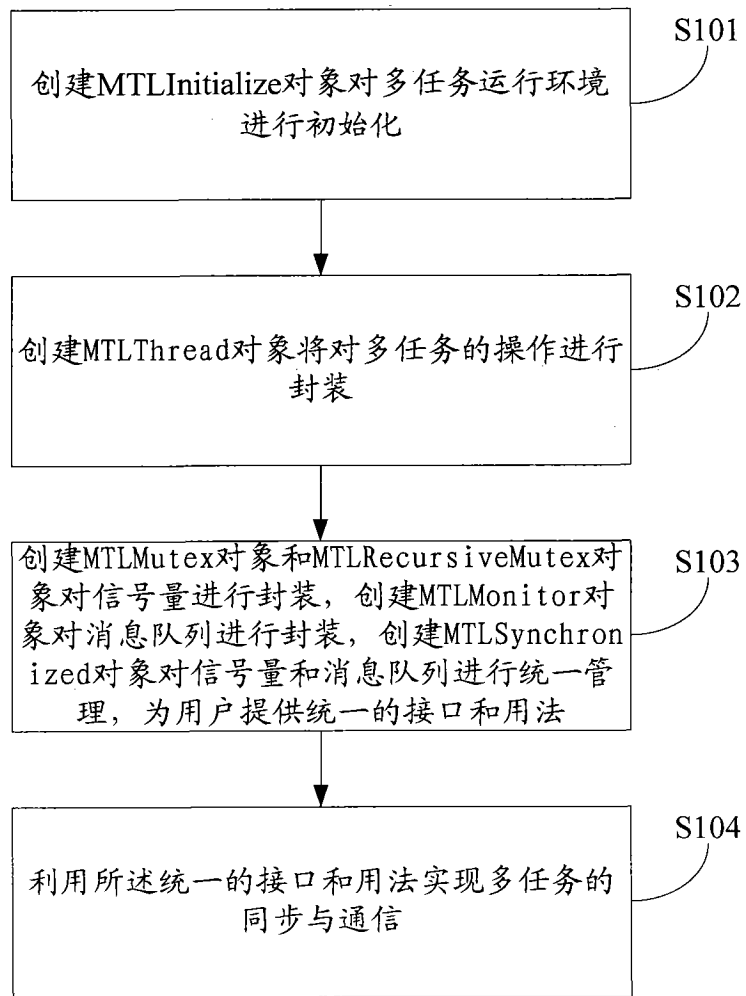 S101
创建MTLInitialize对象对多任务运行环境
进行初始化
S102
创建MTLThread对象将对多任务的操作进行
封装
S103
创建MTLMutex对象和MTLRecursiveMutex对
象对信号量进行封装，创建MTLMonitor对
象对消息队列进行封装，创建MTLSynchron
ized对象对信号量和消息队列进行统一管
理，为用户提供统一的接口和用法
S104
利用所述统一的接口和用法实现多任务的
同步与通信